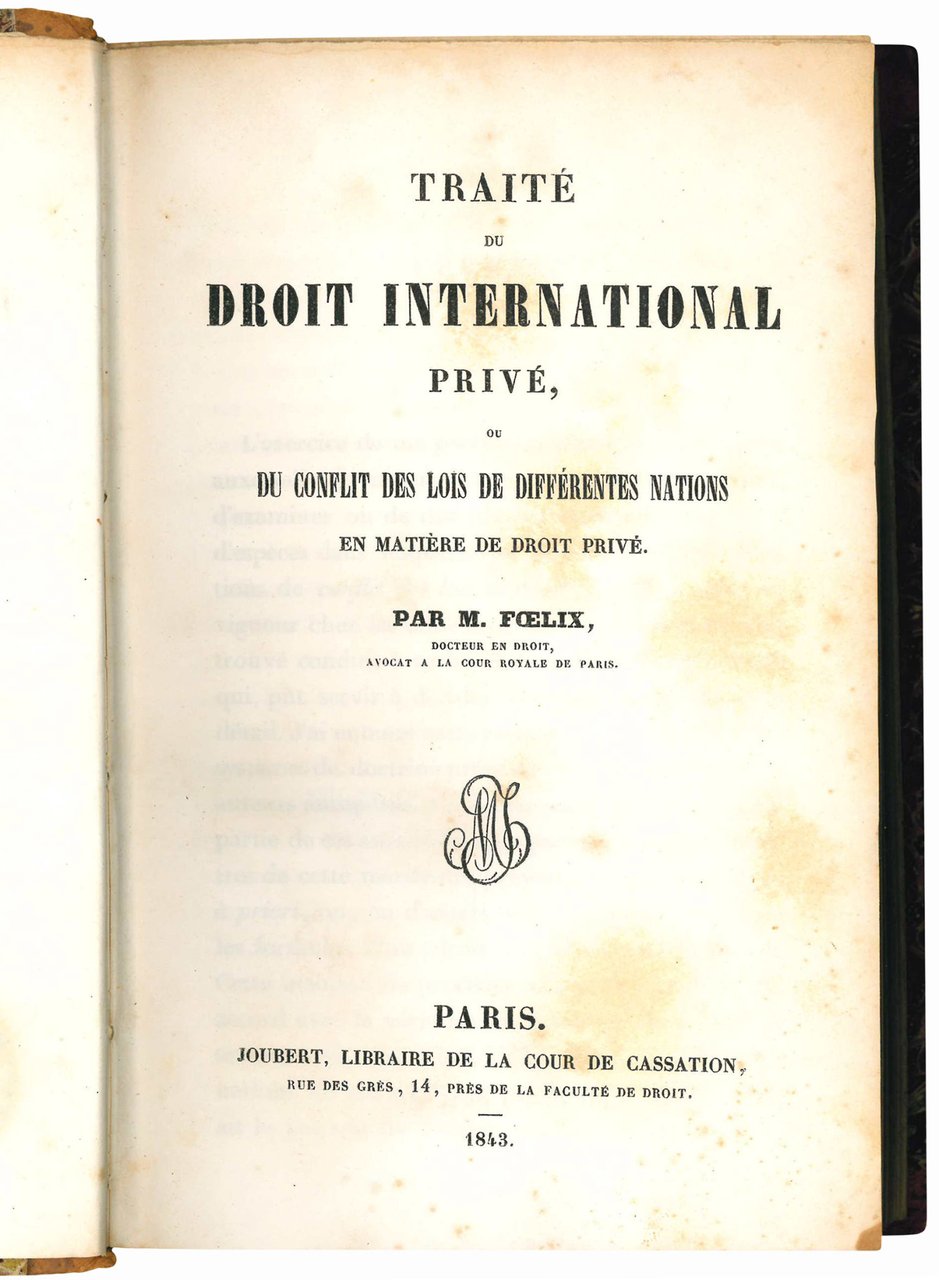 TRAITÉ
DU
DROIT INTERNATIONAL
PRIVÉ,
OU
DU CONFLIT DES LOIS DE DIFFÉRENTES NATIONS
EN MATIÈRE DE DROIT PRIVÉ.
PAR M. FŒLIX,
DOCTEUR EN DROIT,
AVOCAT A LA COUR ROYALE DE PARIS.
PARIS.
JOUBERT, LIBRAIRE DE LA COUR DE CASSATION,
RUE DES GRÈS, 14, PRÈS DE LA FACULTÉ DE DROIT.
1843.